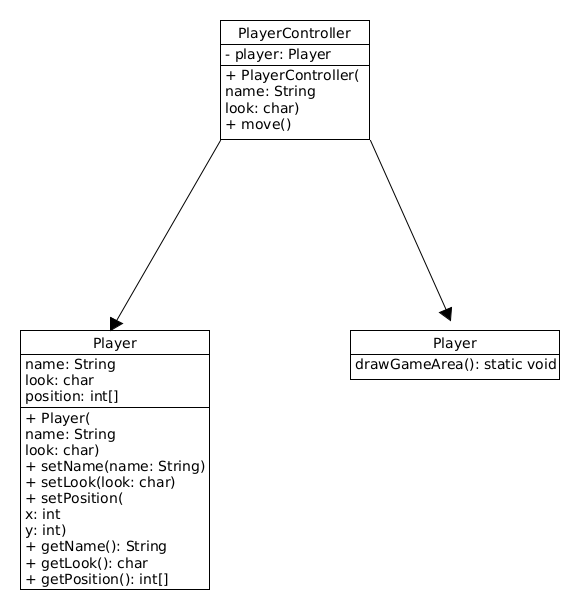 PlayerController
- player: Player
+ PlayerController(
name: String
look: char)
+ move()
Player
name: String
look: char
position: int[]
+ Player(
name: String
look: char)
+ setName(name: String)
+ setLook(look: char)
+ setPosition(
x: int
y: int)
+ getName(): String
+ getLook(): char
+ getPosition(): int[]
Player
drawGameArea(): static void